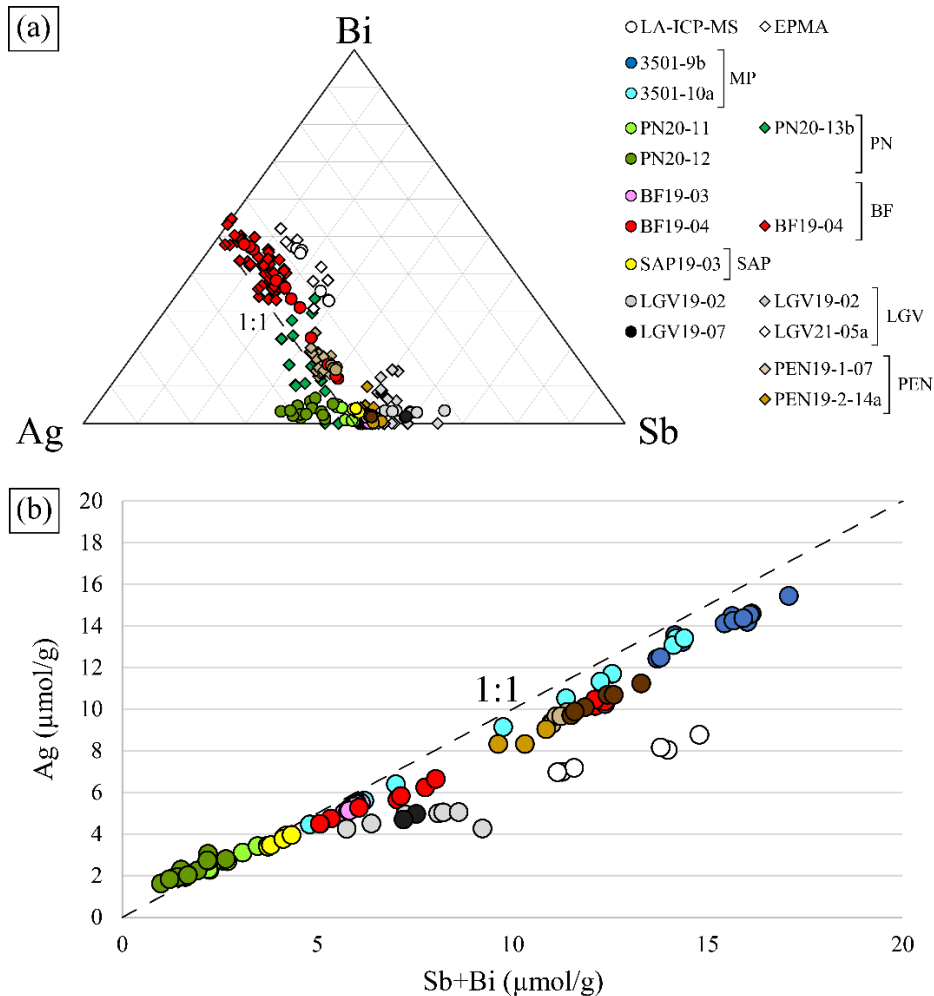 (a)
Bi
LA-ICP-MS EPMA
3501-9b
MP
3501-10a
PN20-11 PN20-13b
PN
PN20-12
BF19-03
BF
BF19-04 BF19-04
SAP19-03 SAP
LGV19-02 LGV19-02
LGV
LGV19-07 LGV21-05a
PEN19-1-07
PEN
PEN19-2-14a
1:1
Ag Sb
(b)
20
18
16
14
12
10
8
6
4
2
0
Ag (µmol/g)
1:1
0 5 10 15 20
Sb+Bi (µmol/g)